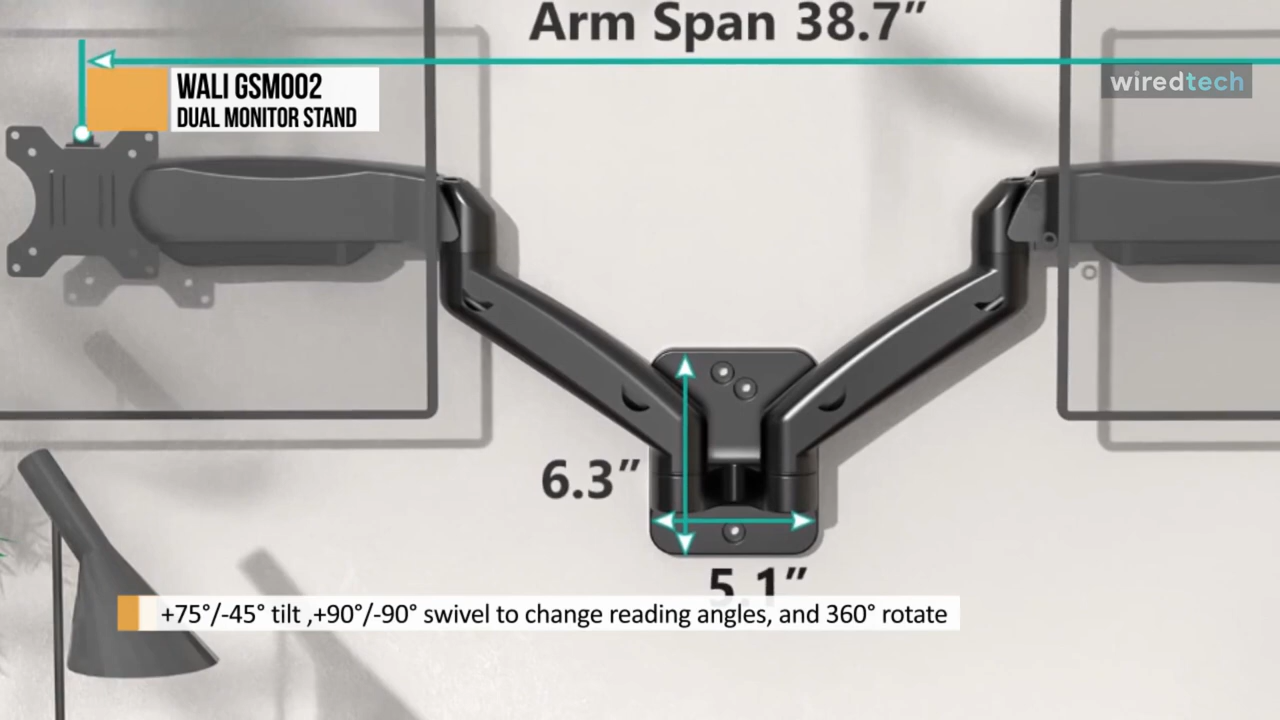 Arm Span 38.7”
WALI GSM002
DUAL MONITOR STAND
wiredtech
6.3”
5.1”
+75°/-45° tilt ,+90°/-90° swivel to change reading angles, and 360° rotate